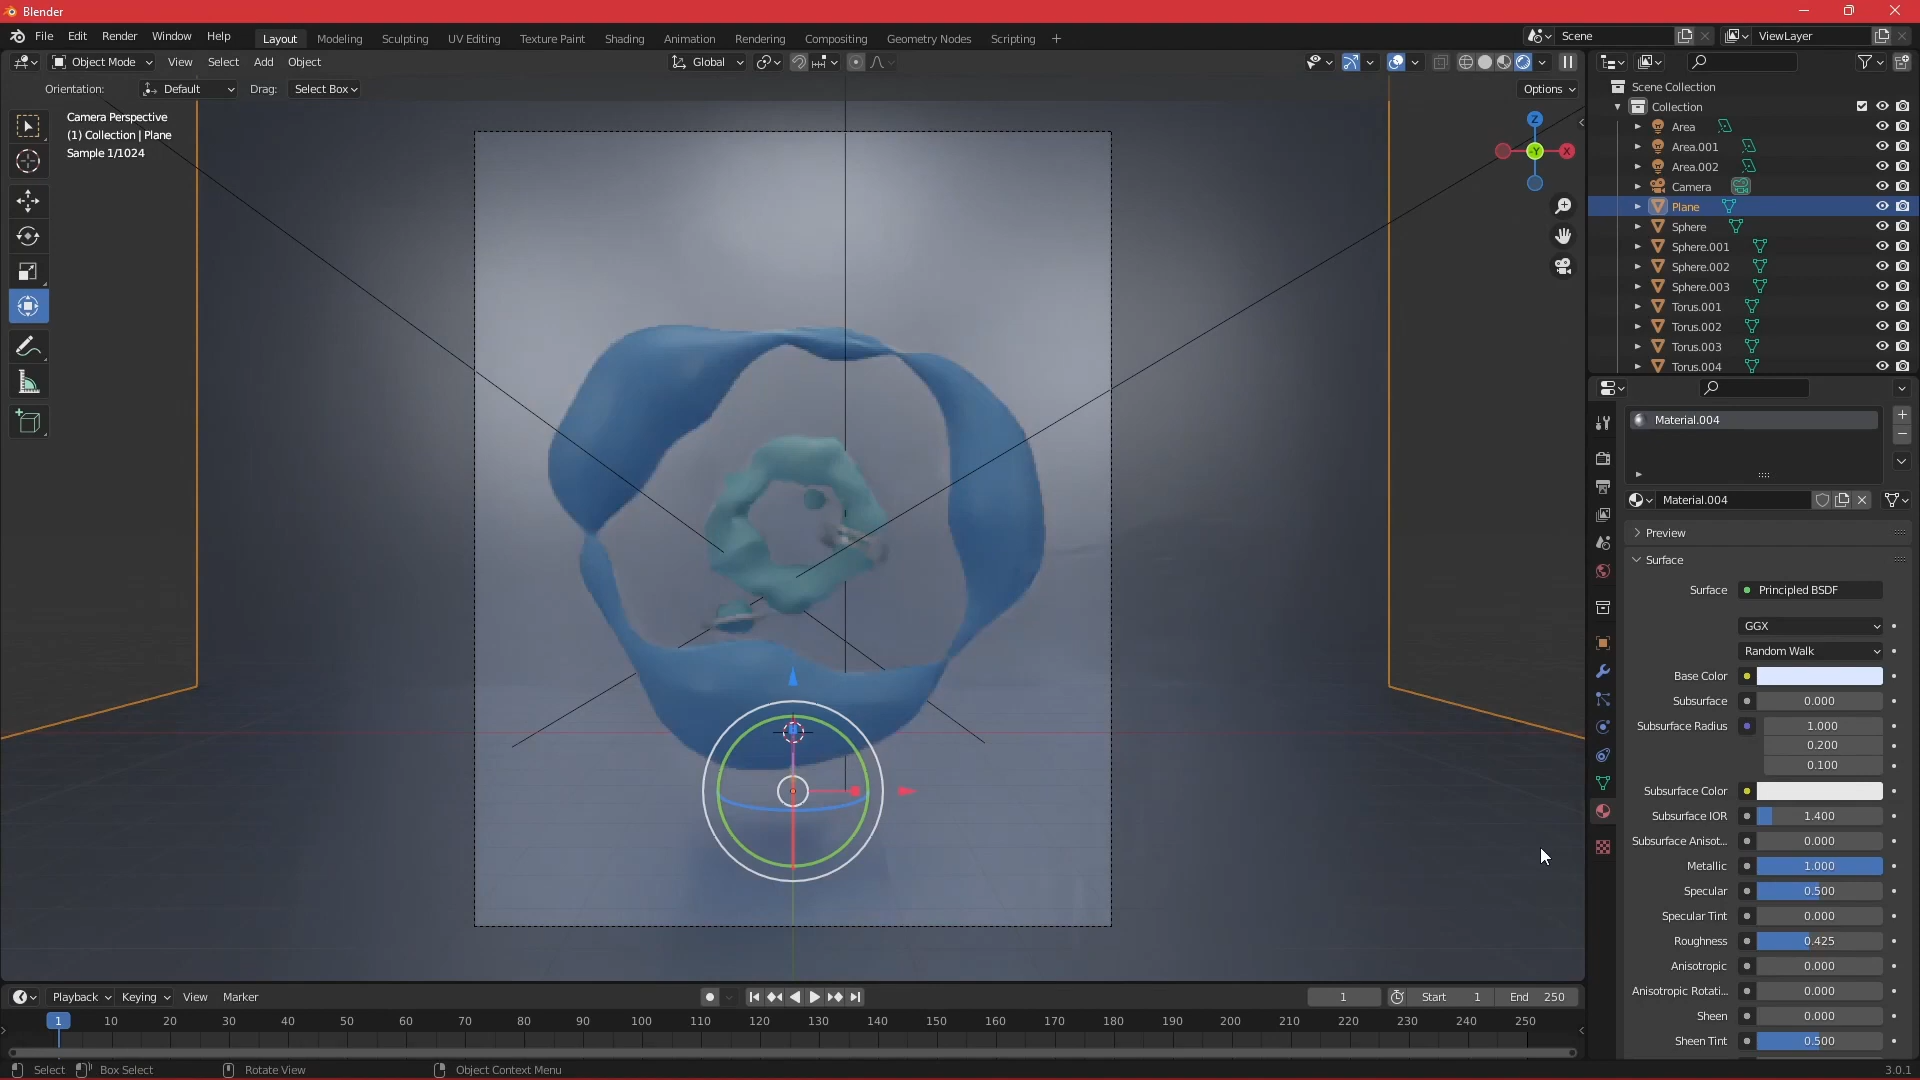 Blender
File Edit Render Window Help
Layout Modeling Sculpting UV Editing Texture Paint Shading Animation Rendering Compositing Geometry Nodes Scripting +
Scene
ViewLayer
Object Mode View Select Add Object
Global
Orientation: Default Drag: Select Box
Options
Camera Perspective
(1) Collection | Plane
Sample 1/1024
Z
-Y
X
Scene Collection
Collection
Area
Area.001
Area.002
Camera
Plane
Sphere
Sphere.001
Sphere.002
Sphere.003
Torus.001
Torus.002
Torus.003
Torus.004
Material.004
Material.004
Preview
Surface
Surface Principled BSDF
GGX
Random Walk
Base Color
Subsurface 0.000
Subsurface Radius 1.000
0.200
0.100
Subsurface Color
Subsurface IOR 1.400
Subsurface Anisot... 0.000
Metallic 1.000
Specular 0.500
Specular Tint 0.000
Roughness 0.425
Anisotropic 0.000
Anisotropic Rotati... 0.000
Sheen 0.000
Sheen Tint 0.500
Playback Keying View Marker
1 Start 1 End 250
1 10 20 30 40 50 60 70 80 90 100 110 120 130 140 150 160 170 180 190 200 210 220 230 240 250
Select Box Select Rotate View Object Context Menu
3.0.1